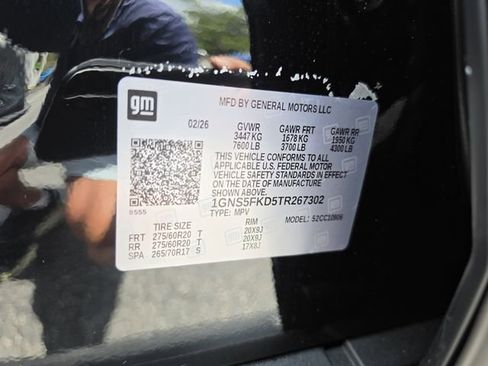 gm
MFD BY GENERAL MOTORS LLC
02/26 GVWR GAWR FRT GAWR RR
3447 KG 1678 KG 1950 KG
7600 LB 3700 LB 4300 LB
THIS VEHICLE CONFORMS TO ALL
APPLICABLE U.S. FEDERAL MOTOR
VEHICLE SAFETY STANDARDS IN EFFECT
ON THE DATE OF MANUFACTURE
SHOWN ABOVE.
1GNS5FKD5TR267302
TYPE: MPV MODEL: 52CC10906
TIRE SIZE RIM
FRT 275/60R20 T 20X9J
RR 275/60R20 T 20X9J
SPA 265/70R17 S 17X8J